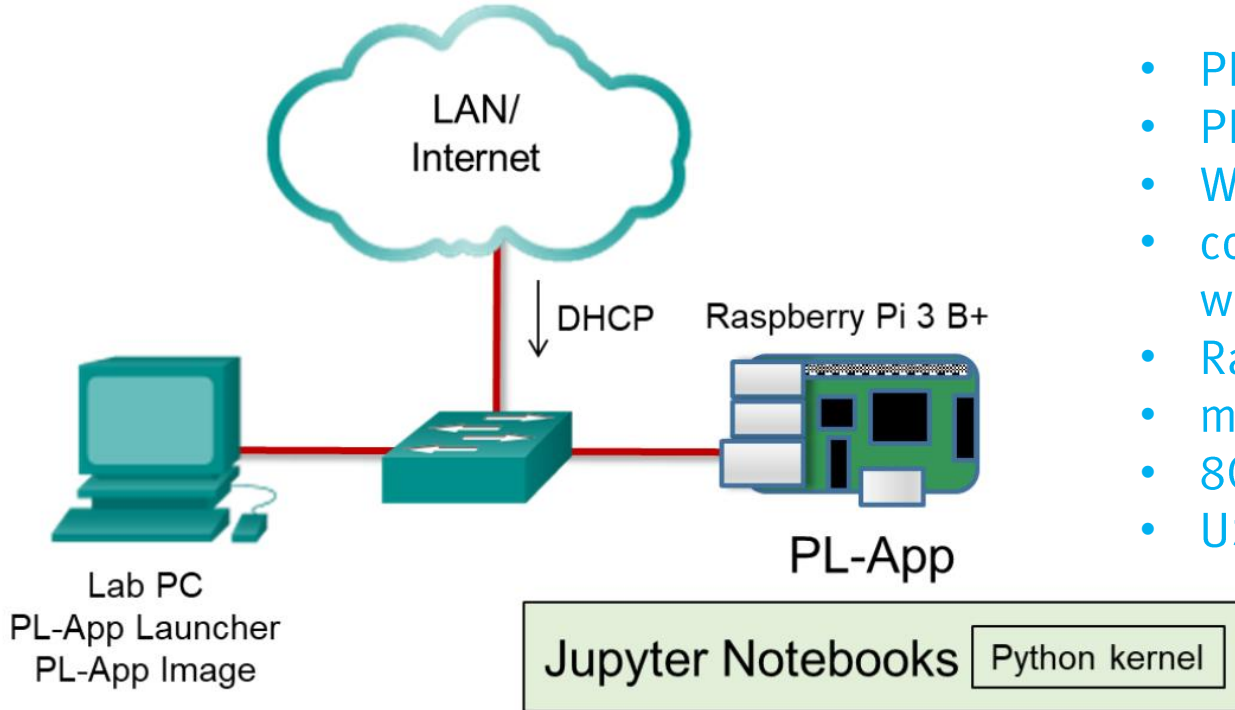 LAN/
Internet
DHCP
Raspberry Pi 3 B+
PL-App
Lab PC
PL-App Launcher
PL-App Image
Jupyter Notebooks
Python kernel